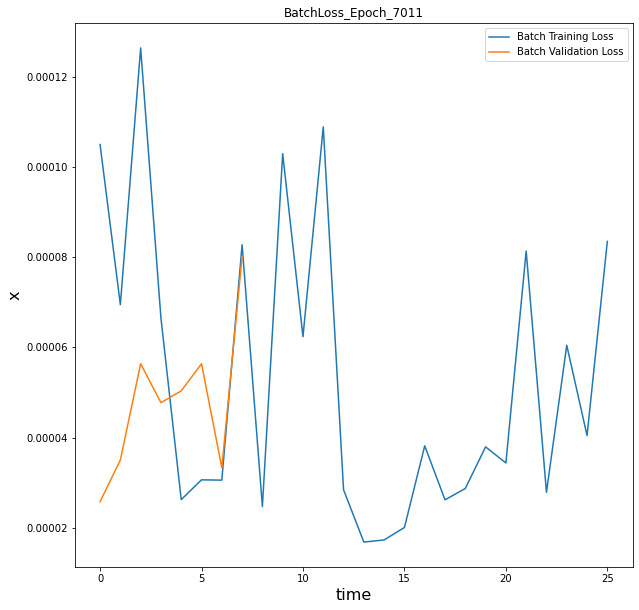 BatchLoss_Epoch_7011
Batch Training Loss
Batch Validation Loss
0.00012
0.00010
0.00008
0.00006
0.00004
0.00002
x
0 5 10 15 20 25
time